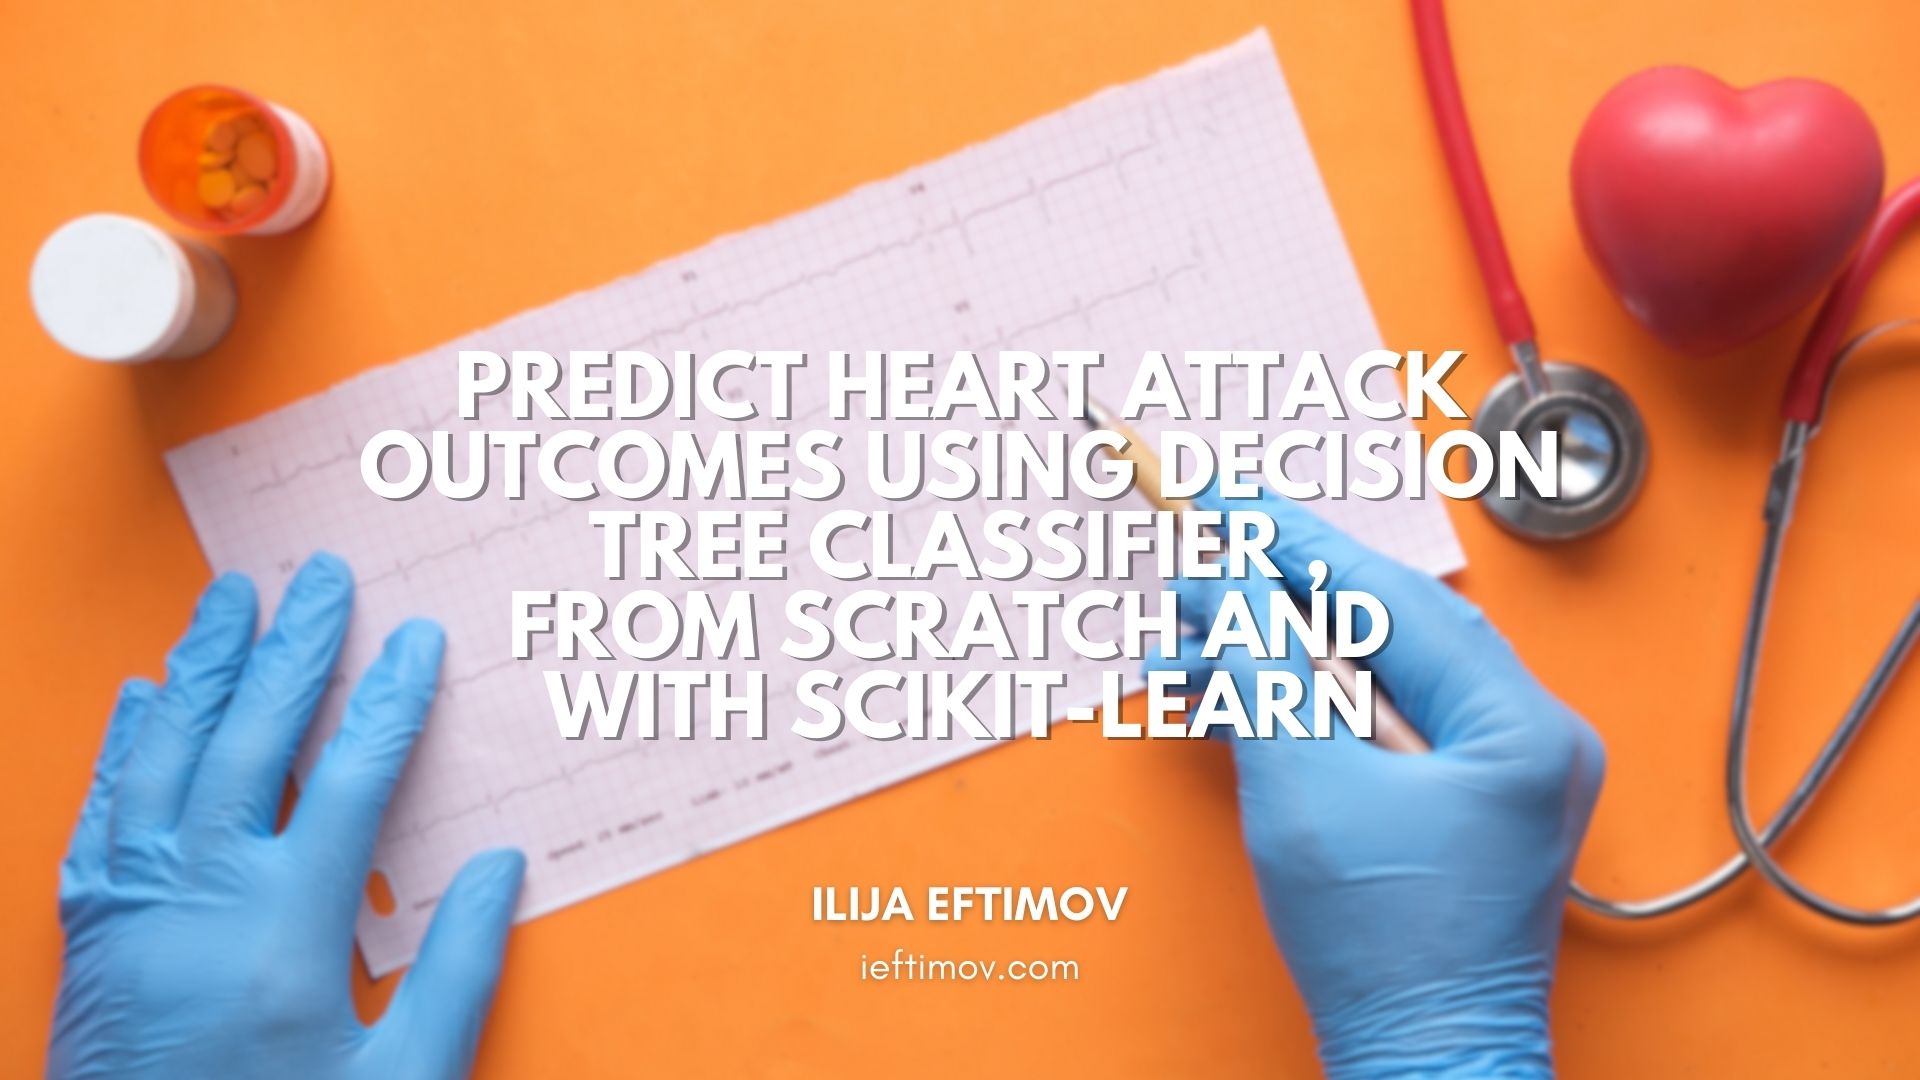 PREDICT HEART ATTACK
OUTCOMES USING DECISION
TREE CLASSIFIER ,
FROM SCRATCH AND
WITH SCIKIT-LEARN
ILIJA EFTIMOV
ieftimov.com